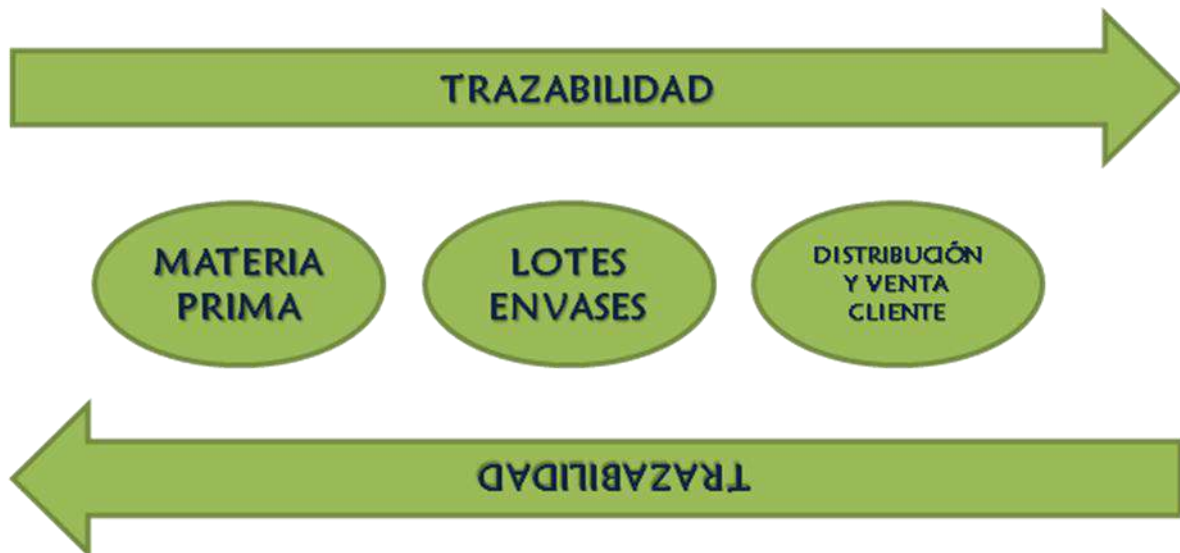 TRAZABILIDAD
MATERIA
PRIMA
LOTES
ENVASES
DISTRIBUCIÓN
Y VENTA
CLIENTE
TRAZABILIDAD